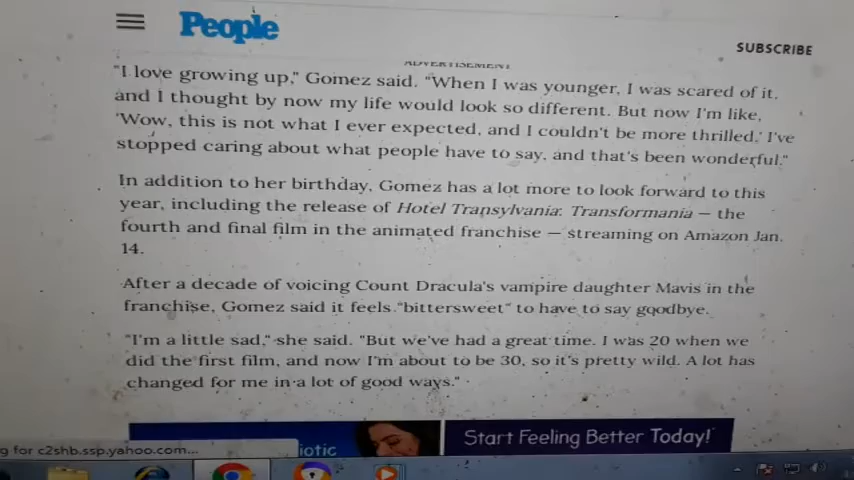 People
SUBSCRIBE
ADVERTISEMENT
"I love growing up," Gomez said. "When I was younger, I was scared of it,
and I thought by now my life would look so different. But now I'm like,
'Wow, this is not what I ever expected, and I couldn't be more thrilled.' I've
stopped caring about what people have to say, and that's been wonderful."
In addition to her birthday, Gomez has a lot more to look forward to this
year, including the release of Hotel Transylvania: Transformania — the
fourth and final film in the animated franchise — streaming on Amazon Jan.
14.
After a decade of voicing Count Dracula's vampire daughter Mavis in the
franchise, Gomez said it feels "bittersweet" to have to say goodbye.
"I'm a little sad," she said. "But we've had a great time. I was 20 when we
did the first film, and now I'm about to be 30, so it's pretty wild. A lot has
changed for me in a lot of good ways."
iotic
Start Feeling Better Today!
g for c2shb.ssp.yahoo.com...